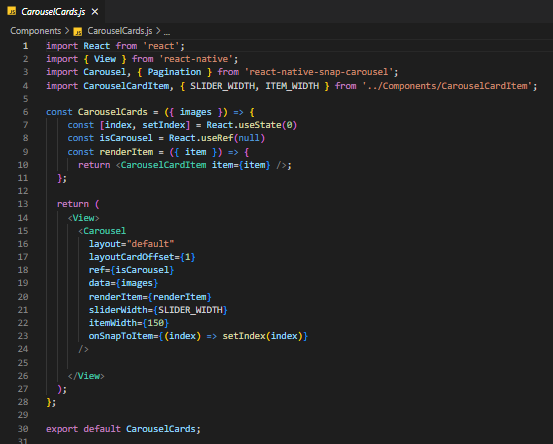 CarouselCards.js
Components > CarouselCards.js > ...
1 import React from 'react';
2 import { View } from 'react-native';
3 import Carousel, { Pagination } from 'react-native-snap-carousel';
4 import CarouselCardItem, { SLIDER_WIDTH, ITEM_WIDTH } from '../Components/CarouselCardItem';
5
6 const CarouselCards = ({ images }) => {
7 const [index, setIndex] = React.useState(0)
8 const isCarousel = React.useRef(null)
9 const renderItem = ({ item }) => {
10 return <CarouselCardItem item={item} />;
11 };
12
13 return (
14 <View>
15 <Carousel
16 layout="default"
17 layoutCardOffset={1}
18 ref={isCarousel}
19 data={images}
20 renderItem={renderItem}
21 sliderWidth={SLIDER_WIDTH}
22 itemWidth={150}
23 onSnapToItem={(index) => setIndex(index)}
24 />
25
26 </View>
27 );
28 };
29
30 export default CarouselCards;
31